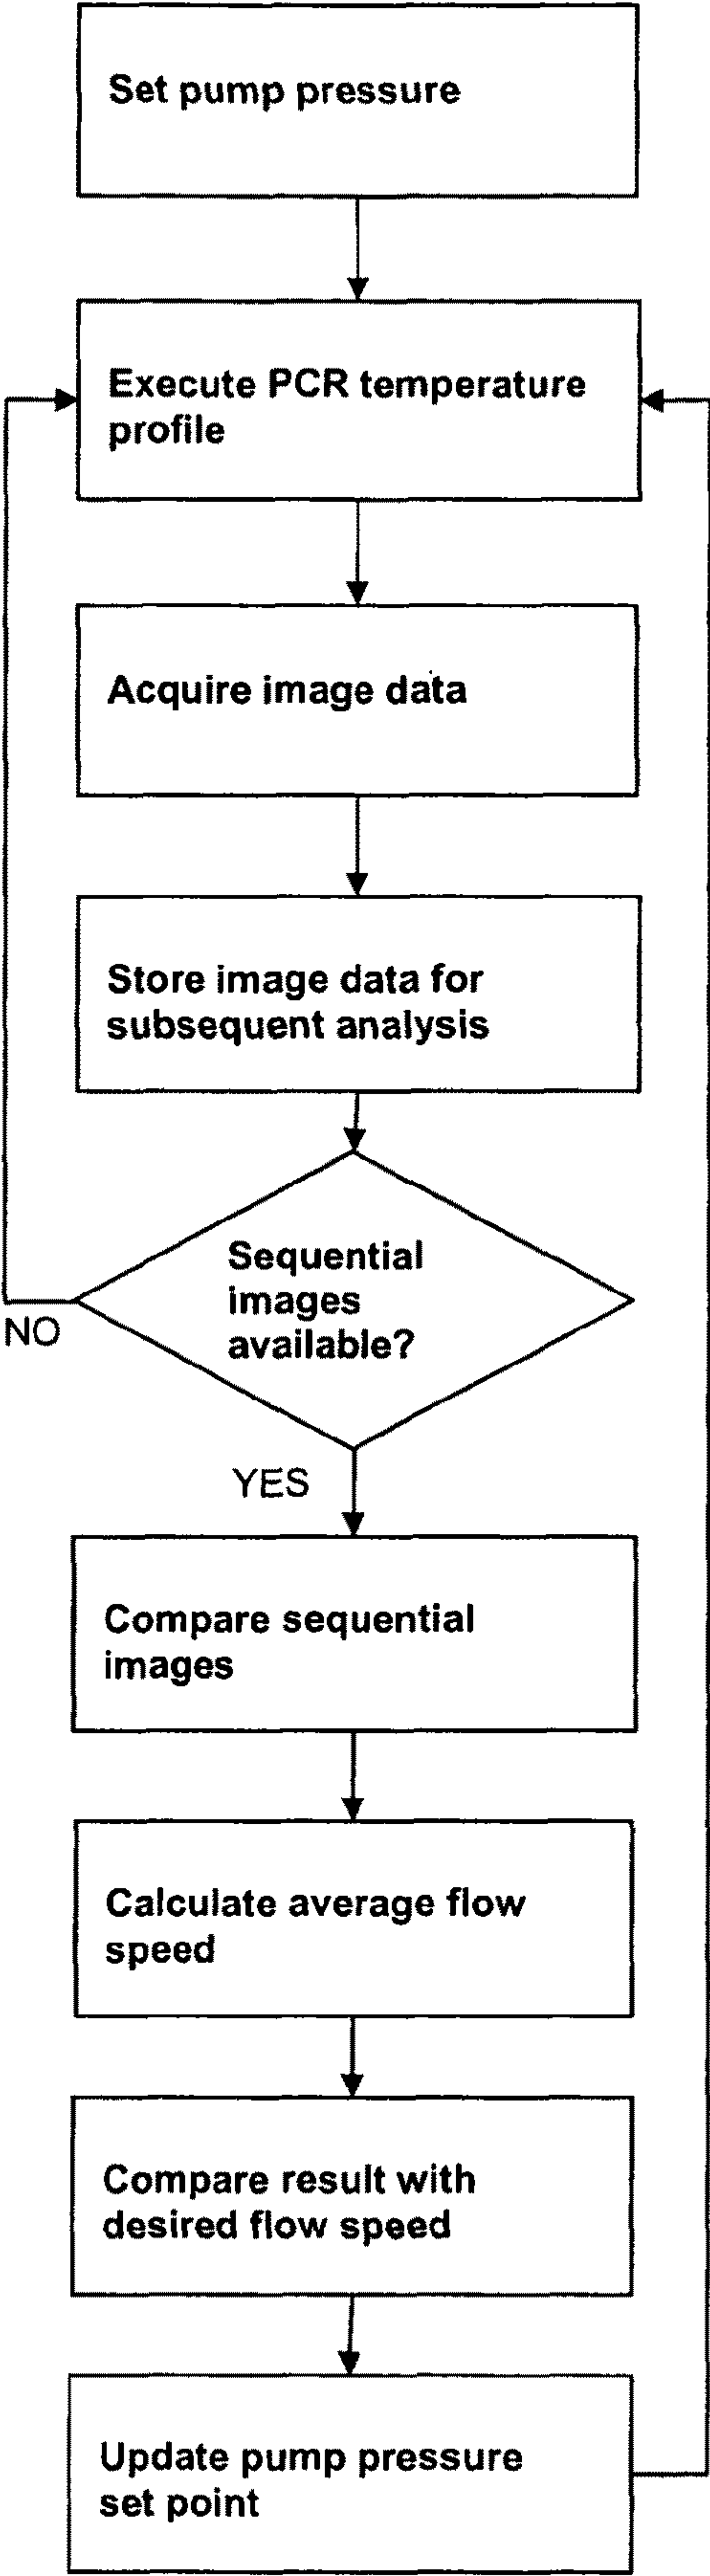 Set pump pressure
Execute PCR temperature
profile
Acquire image data
Store image data for
subsequent analysis
Sequential
images
available?
NO
YES
Compare sequential
images
Calculate average flow
speed
Compare result with
desired flow speed
Update pump pressure
set point